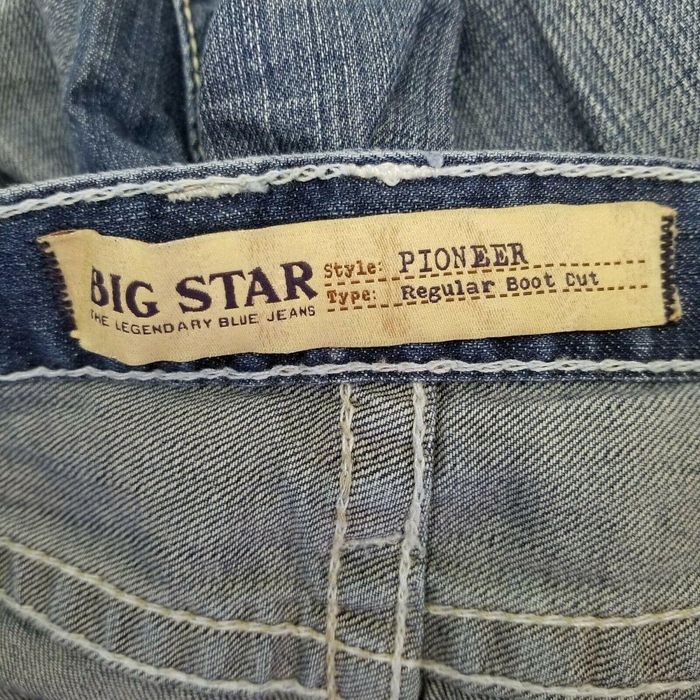 BIG STAR
THE LEGENDARY BLUE JEANS
Style: PIONEER
Type: Regular Boot Cut